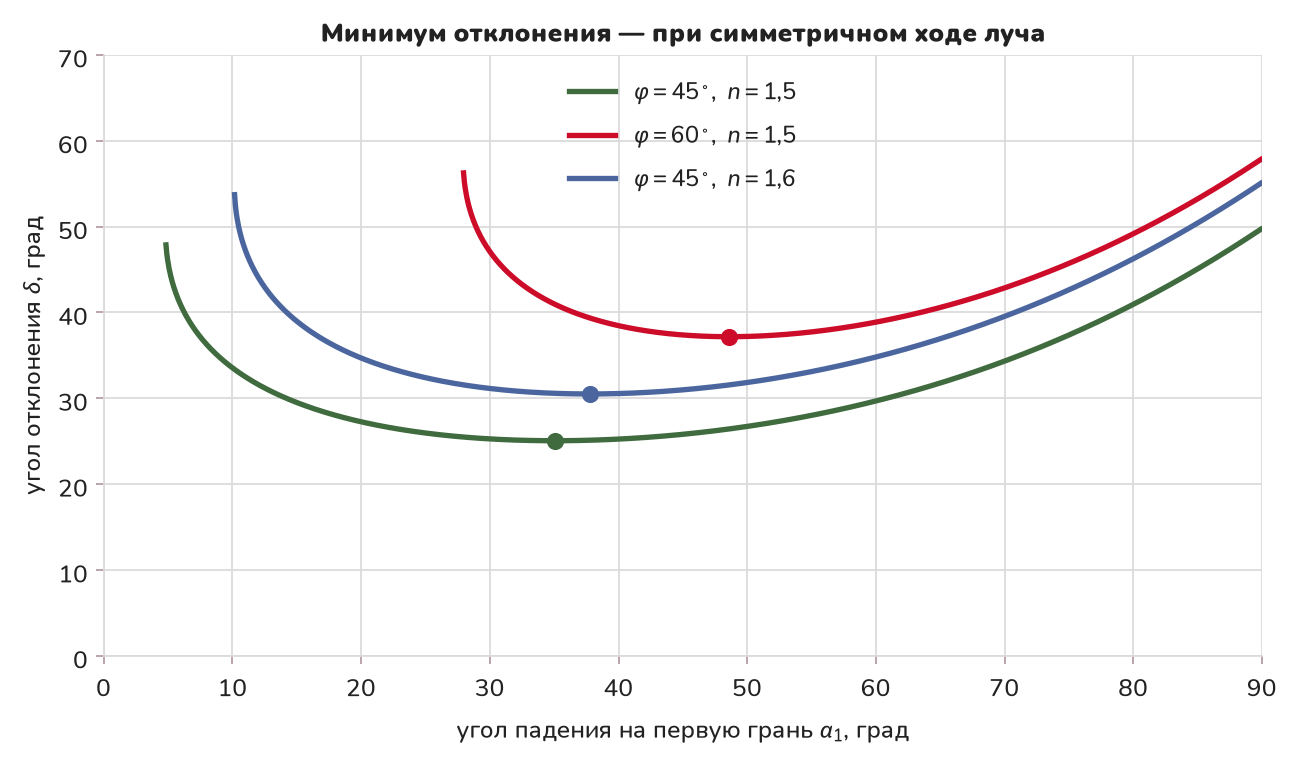 Минимум отклонения — при симметричном ходе луча
φ = 45°, n = 1,5
φ = 60°, n = 1,5
φ = 45°, n = 1,6
угол отклонения δ, град
70
60
50
40
30
20
10
0
0 10 20 30 40 50 60 70 80 90
угол падения на первую грань α₁, град